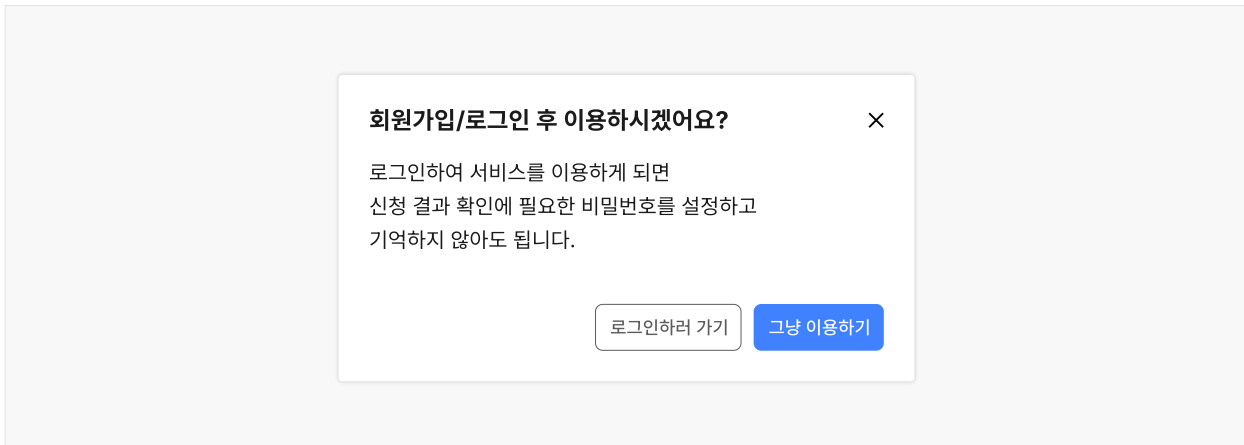 회원가입/로그인 후 이용하시겠어요?
로그인하여 서비스를 이용하게 되면
신청 결과 확인에 필요한 비밀번호를 설정하고
기억하지 않아도 됩니다.
로그인하러 가기
그냥 이용하기